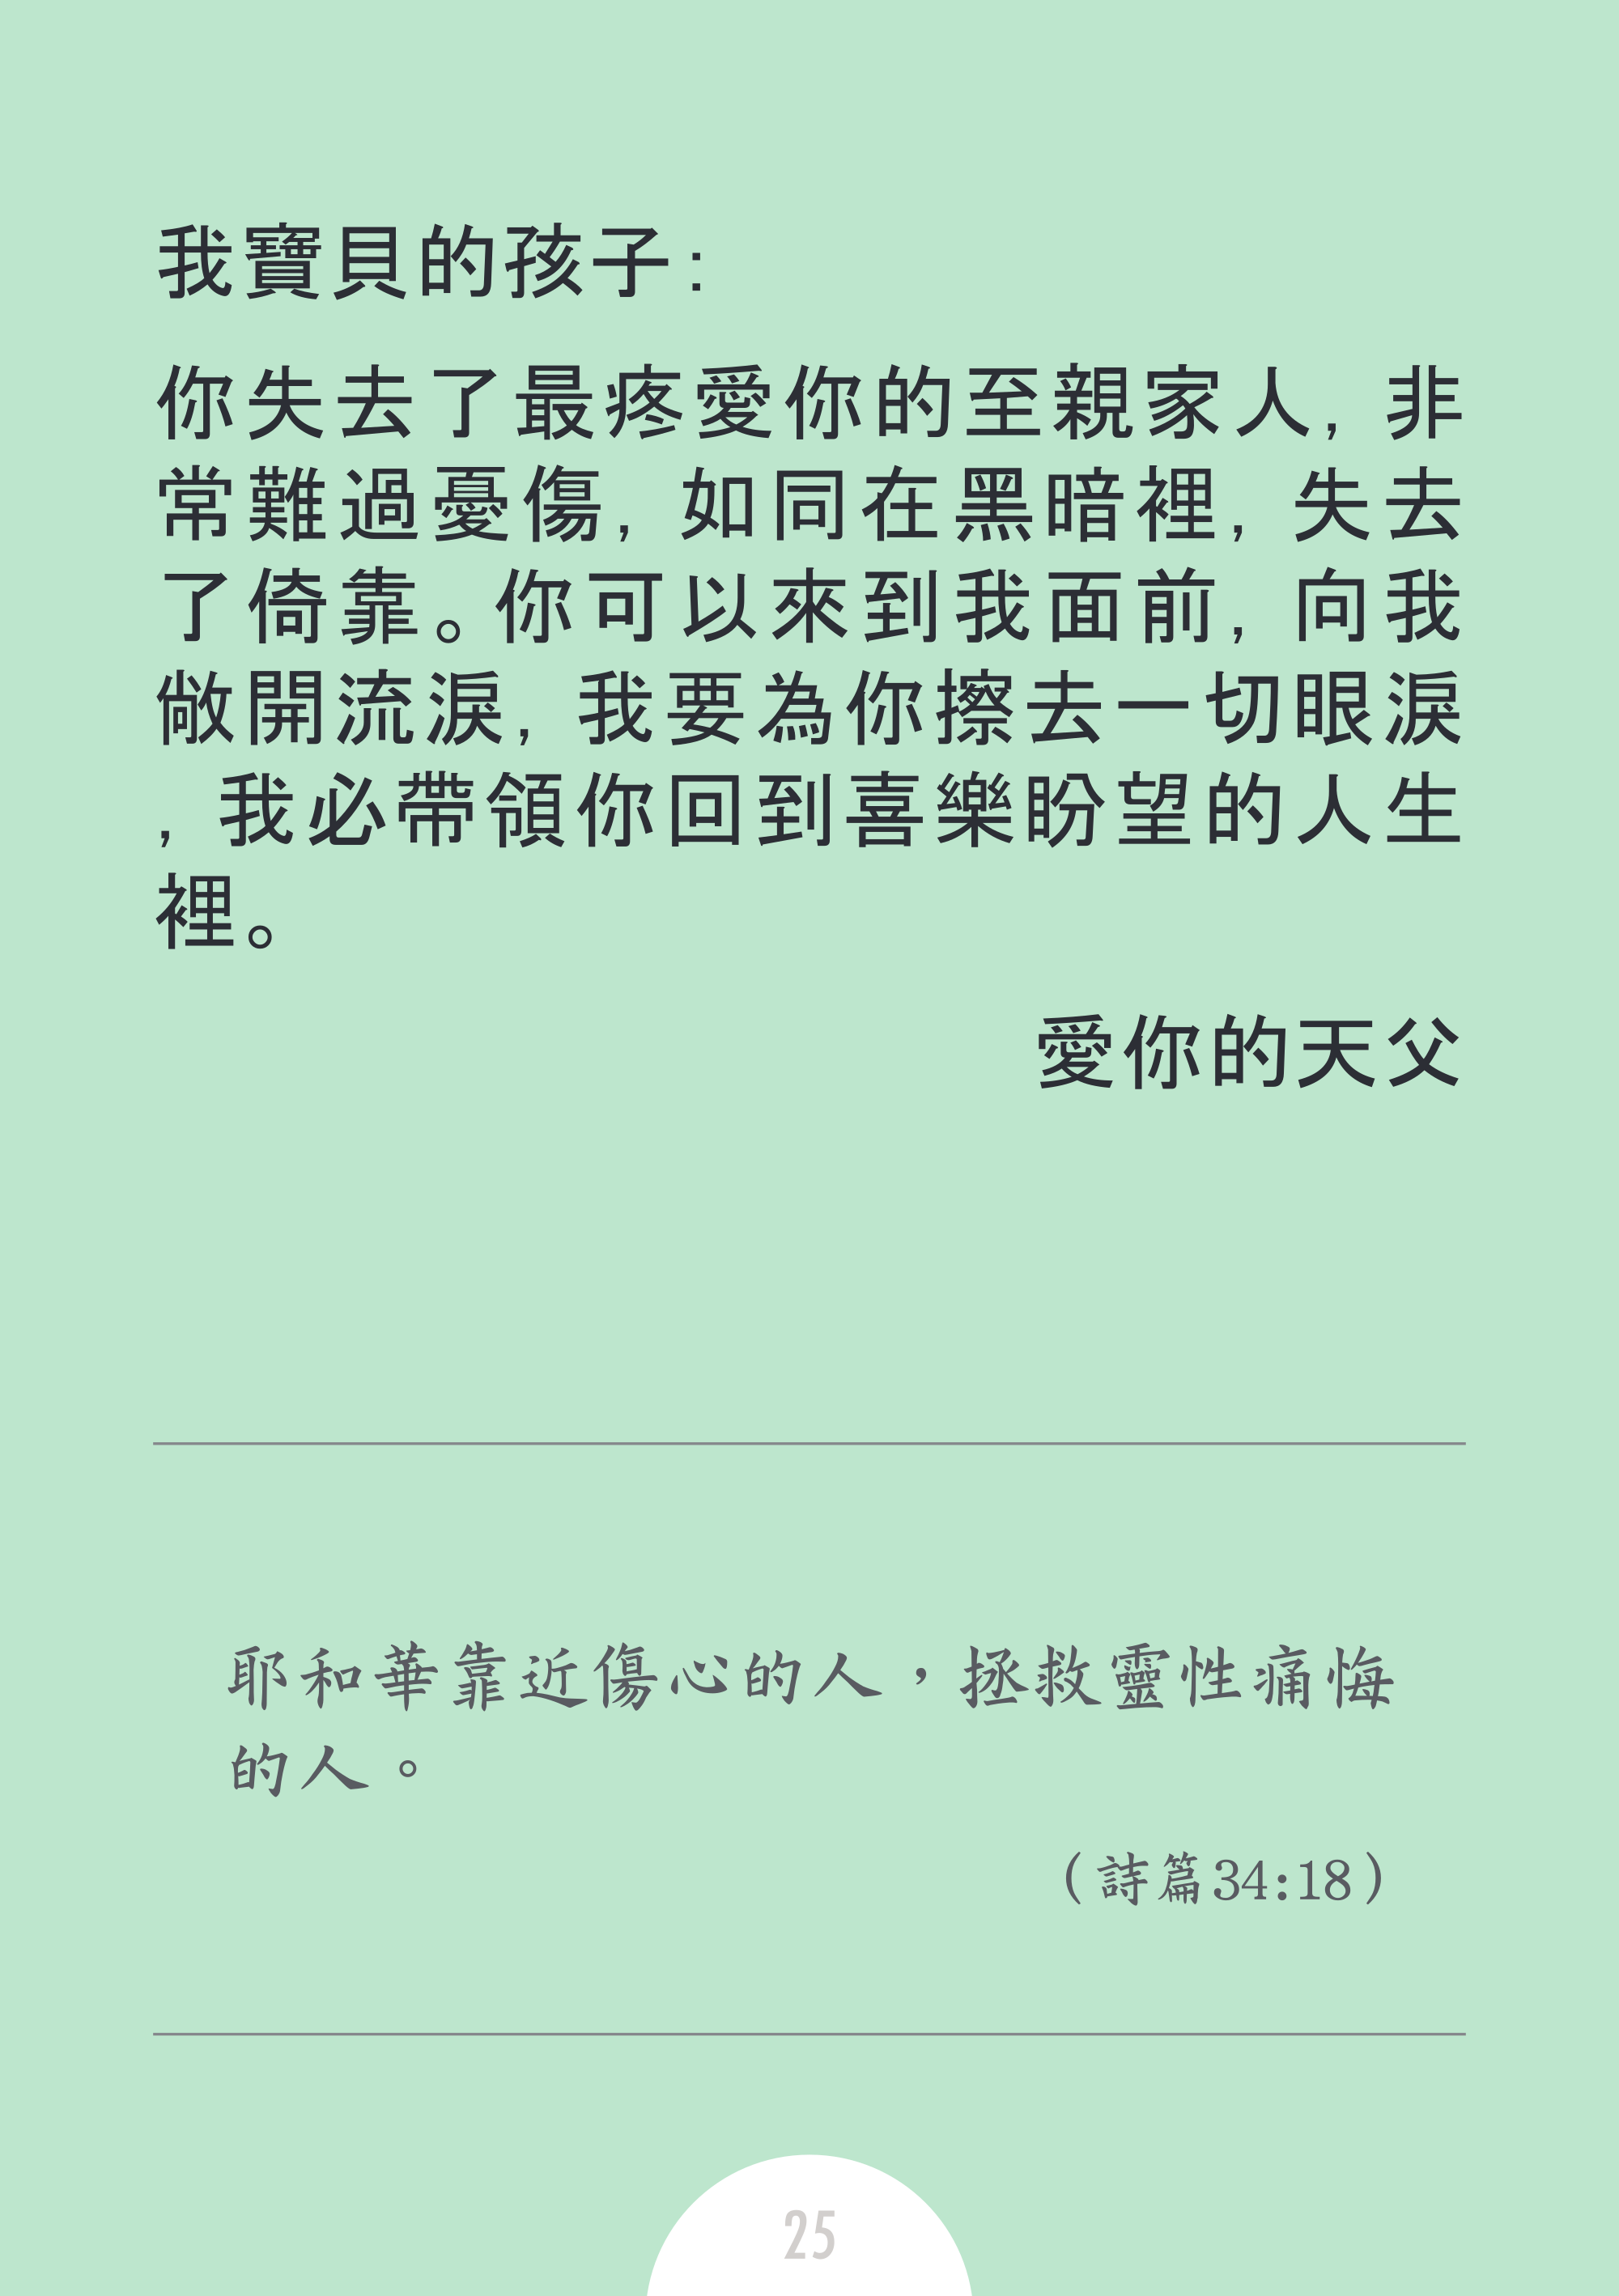 我寶貝的孩子：
你失去了最疼愛你的至親家人，非
常難過憂傷，如同在黑暗裡，失去
了倚靠。你可以來到我面前，向我
敞開流淚，我要為你擦去一切眼淚
，我必帶領你回到喜樂盼望的人生
裡。
愛你的天父
耶和華靠近傷心的人，拯救靈性痛悔
的人。
（詩篇34:18）
25